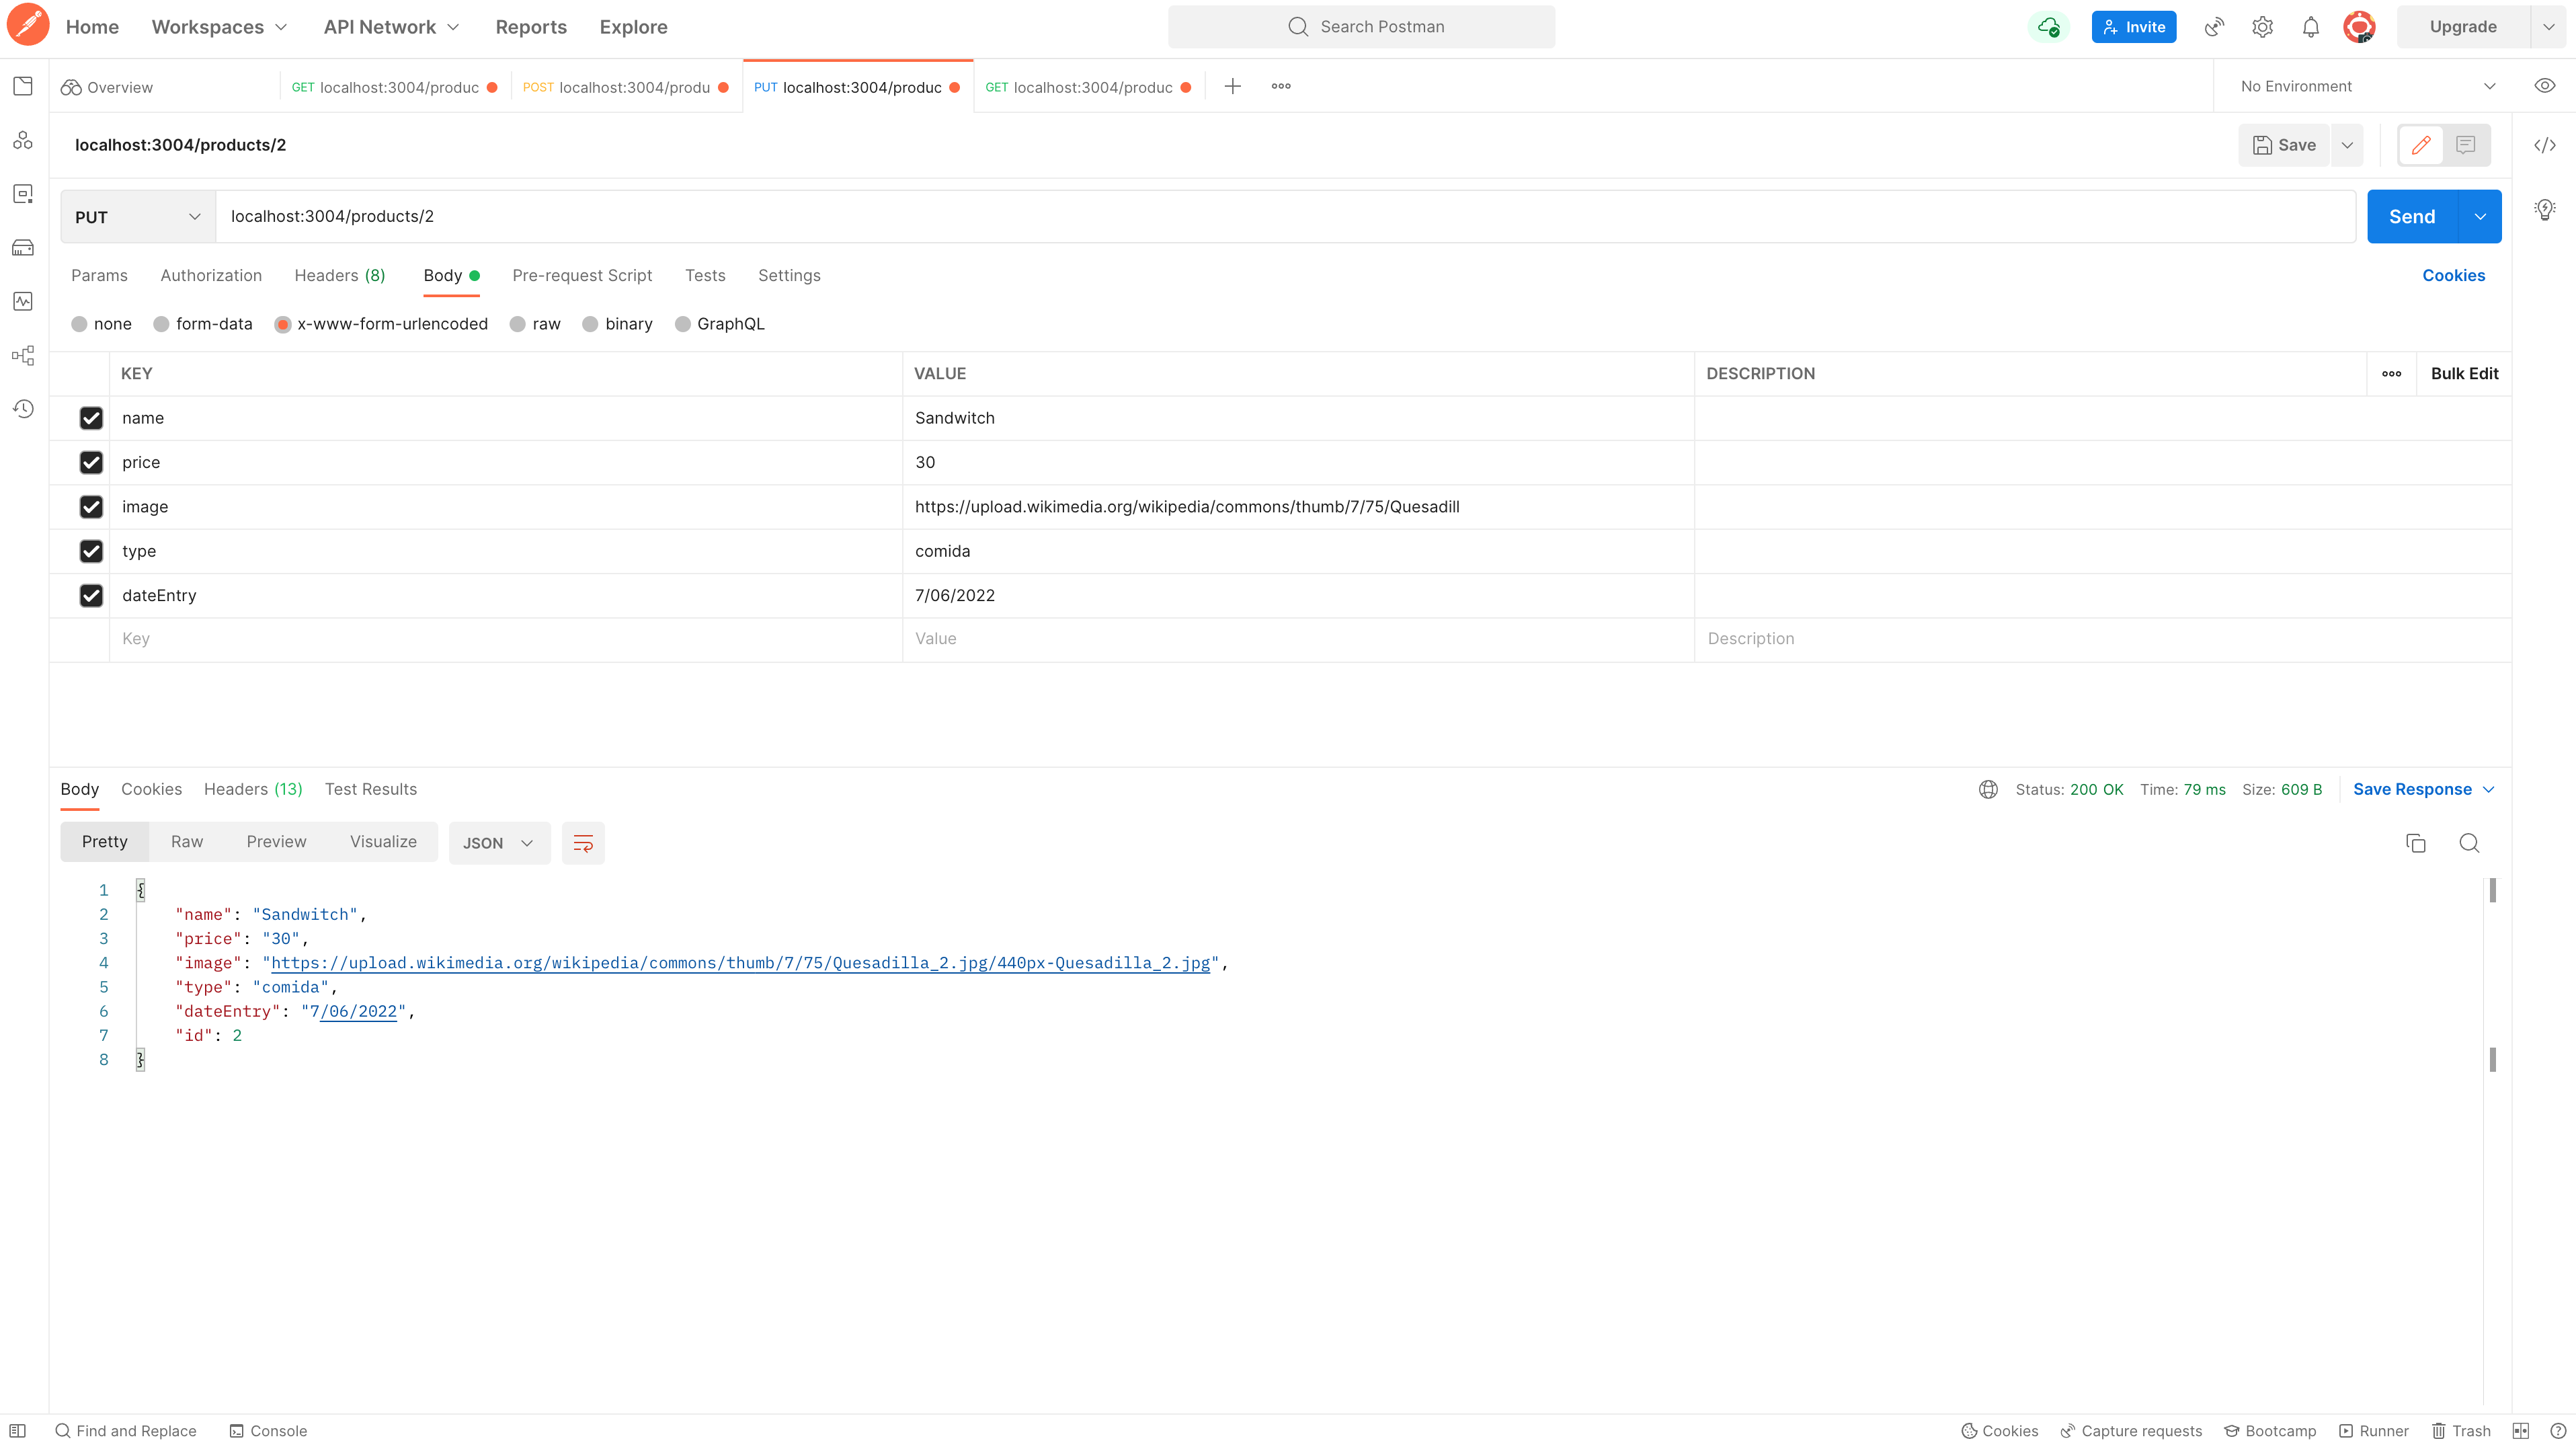 Home Workspaces API Network Reports Explore Search Postman Invite Upgrade
Overview GET localhost:3004/produc POST localhost:3004/produ PUT localhost:3004/produc GET localhost:3004/produc No Environment
localhost:3004/products/2 Save
PUT localhost:3004/products/2 Send
Params Authorization Headers (8) Body Pre-request Script Tests Settings Cookies
none form-data x-www-form-urlencoded raw binary GraphQL
KEY VALUE DESCRIPTION Bulk Edit
name Sandwitch
price 30
image https://upload.wikimedia.org/wikipedia/commons/thumb/7/75/Quesadill
type comida
dateEntry 7/06/2022
Key Value Description
Body Cookies Headers (13) Test Results Status: 200 OK Time: 79 ms Size: 609 B Save Response
Pretty Raw Preview Visualize JSON
1 {
2 "name": "Sandwitch",
3 "price": "30",
4 "image": "https://upload.wikimedia.org/wikipedia/commons/thumb/7/75/Quesadilla_2.jpg/440px-Quesadilla_2.jpg",
5 "type": "comida",
6 "dateEntry": "7/06/2022",
7 "id": 2
8 }
Find and Replace Console Cookies Capture requests Bootcamp Runner Trash